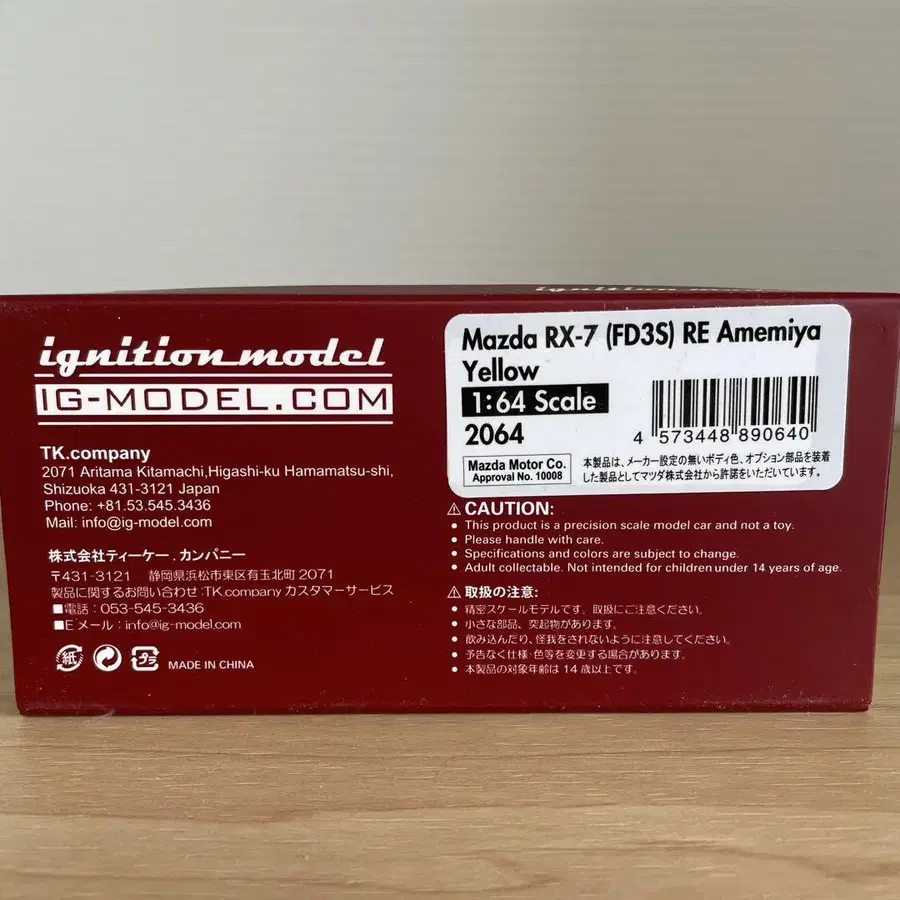 ignition model
ignition model
IG-MODEL.COM
TK.company
2071 Aritama Kitamachi,Higashi-ku Hamamatsu-shi,
Shizuoka 431-3121 Japan
Phone: +81.53.545.3436
Mail: info@ig-model.com
株式会社ティーケー．カンパニー
〒431-3121 静岡県浜松市東区有玉北町 2071
製品に関するお問い合わせ:TK.company カスタマーサービス
■電話：053-545-3436
■E メール：info@ig-model.com
紙
プラ
MADE IN CHINA
Mazda RX-7 (FD3S) RE Amemiya
Yellow
1:64 Scale
2064
4 573448 890640
Mazda Motor Co.
Approval No. 10008
本製品は、メーカー設定の無いボディ色、オプション部品を装着
した製品としてマツダ株式会社から許諾をいただいています。
⚠ CAUTION:
• This product is a precision scale model car and not a toy.
• Please handle with care.
• Specifications and colors are subject to change.
• Adult collectable. Not intended for children under 14 years of age.
⚠ 取扱の注意:
• 精密スケールモデルです。取扱にご注意ください。
• 小さな部品、突起物があります。
• 飲み込んだり、怪我をされないように注意してください。
• 予告なく仕様・色等を変更する場合があります。
• 本製品の対象年齢は 14 歳以上です。